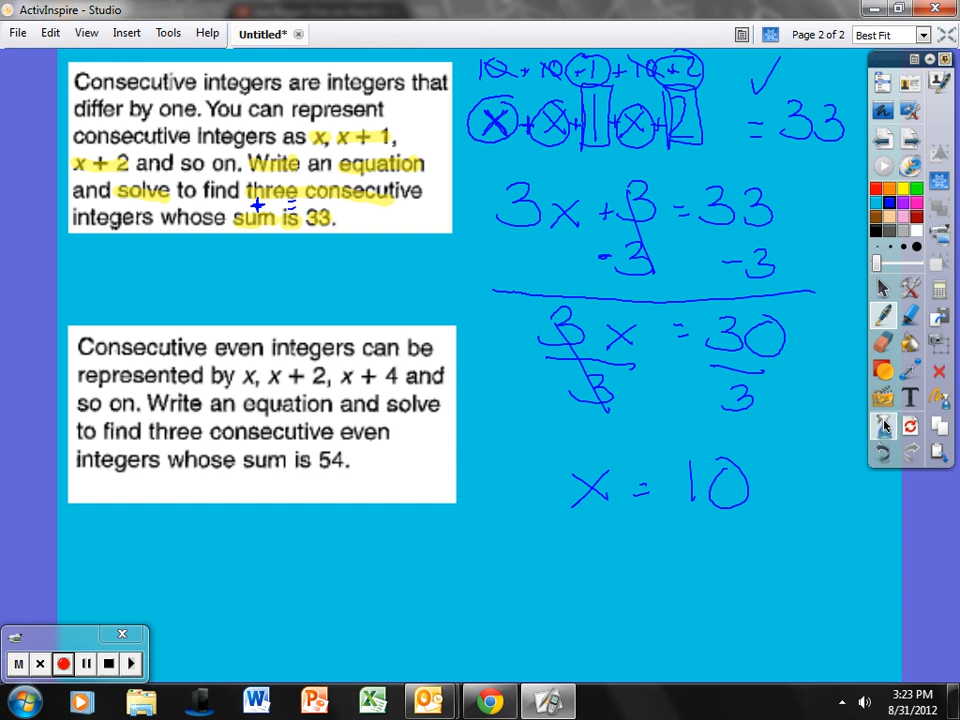 ActivInspire - Studio
File Edit View Insert Tools Help Untitled* Page 2 of 2 Best Fit
Consecutive integers are integers that
differ by one. You can represent
consecutive integers as x, x + 1,
x + 2 and so on. Write an equation
and solve to find three consecutive
+ =
integers whose sum is 33.
10 + 10 + 1 + 10 + 2 ✓
x + x + 1 + x + 2 = 33
3x + 3 = 33
- 3 - 3
3x = 30
3 3
x = 10
Consecutive even integers can be
represented by x, x + 2, x + 4 and
so on. Write an equation and solve
to find three consecutive even
integers whose sum is 54.
M
3:23 PM
8/31/2012